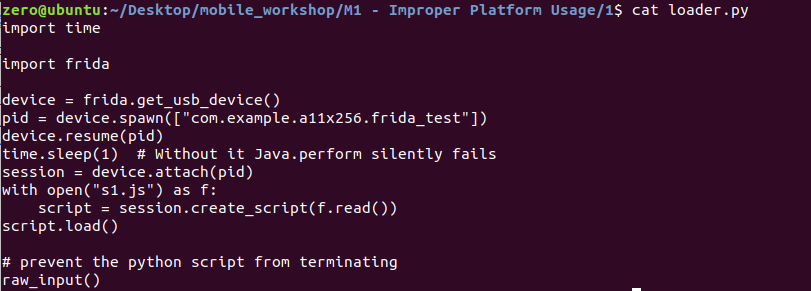 zero@ubuntu:~/Desktop/mobile_workshop/M1 - Improper Platform Usage/1$ cat loader.py
import time
import frida
device = frida.get_usb_device()
pid = device.spawn(["com.example.a11x256.frida_test"])
device.resume(pid)
time.sleep(1)  # Without it Java.perform silently fails
session = device.attach(pid)
with open("s1.js") as f:
    script = session.create_script(f.read())
script.load()
# prevent the python script from terminating
raw_input()